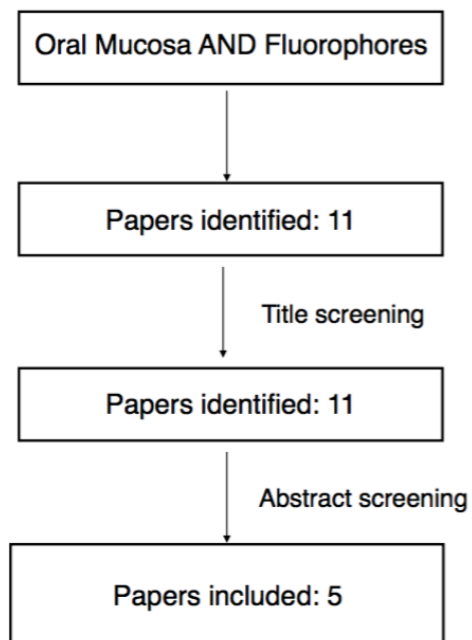 Oral Mucosa AND Fluorophores
Papers identified: 11
Title screening
Papers identified: 11
Abstract screening
Papers included: 5